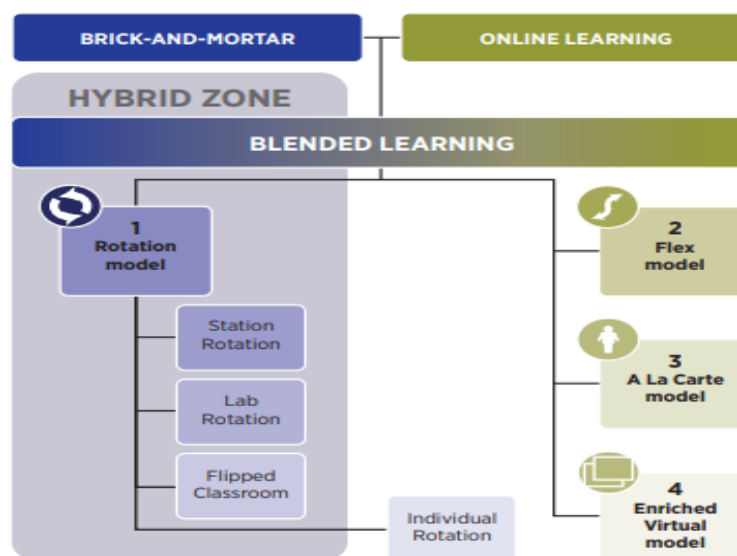 BRICK-AND-MORTAR
ONLINE LEARNING
HYBRID ZONE
BLENDED LEARNING
1
Rotation
model
Station
Rotation
Lab
Rotation
Flipped
Classroom
Individual
Rotation
2
Flex
model
3
A La Carte
model
4
Enriched
Virtual
model